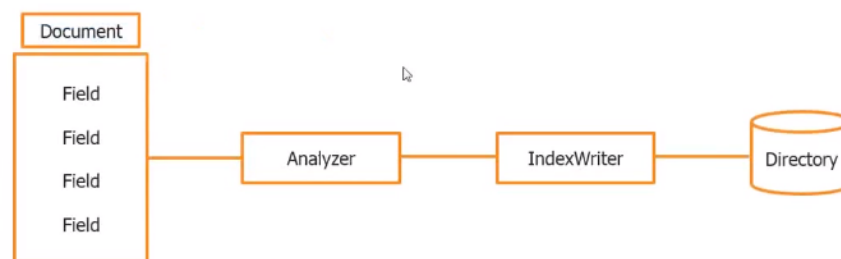 Document
Field
Field
Field
Field
Analyzer
IndexWriter
Directory